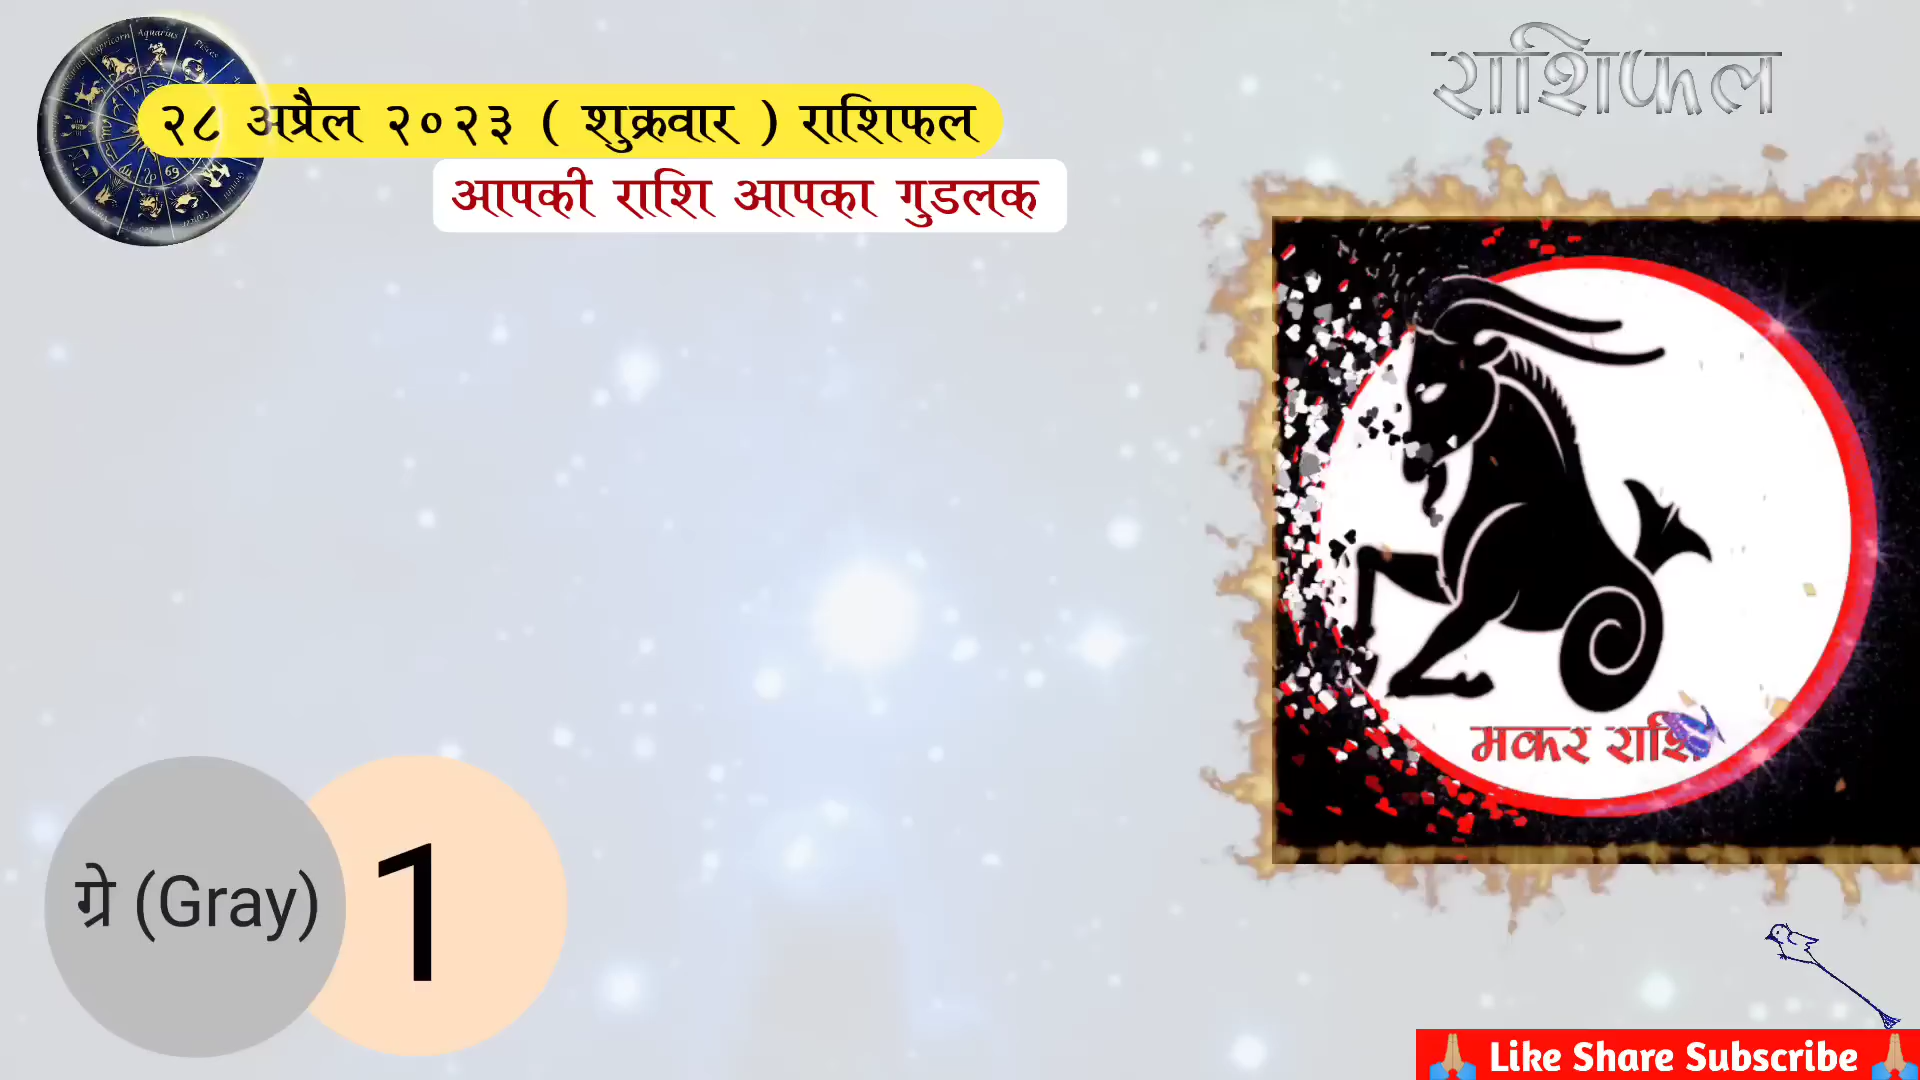 राशिफल
२८ अप्रैल २०२३ ( शुक्रवार ) राशिफल
आपकी राशि आपका गुडलक
मकर राशि
ग्रे (Gray)
1
Like Share Subscribe